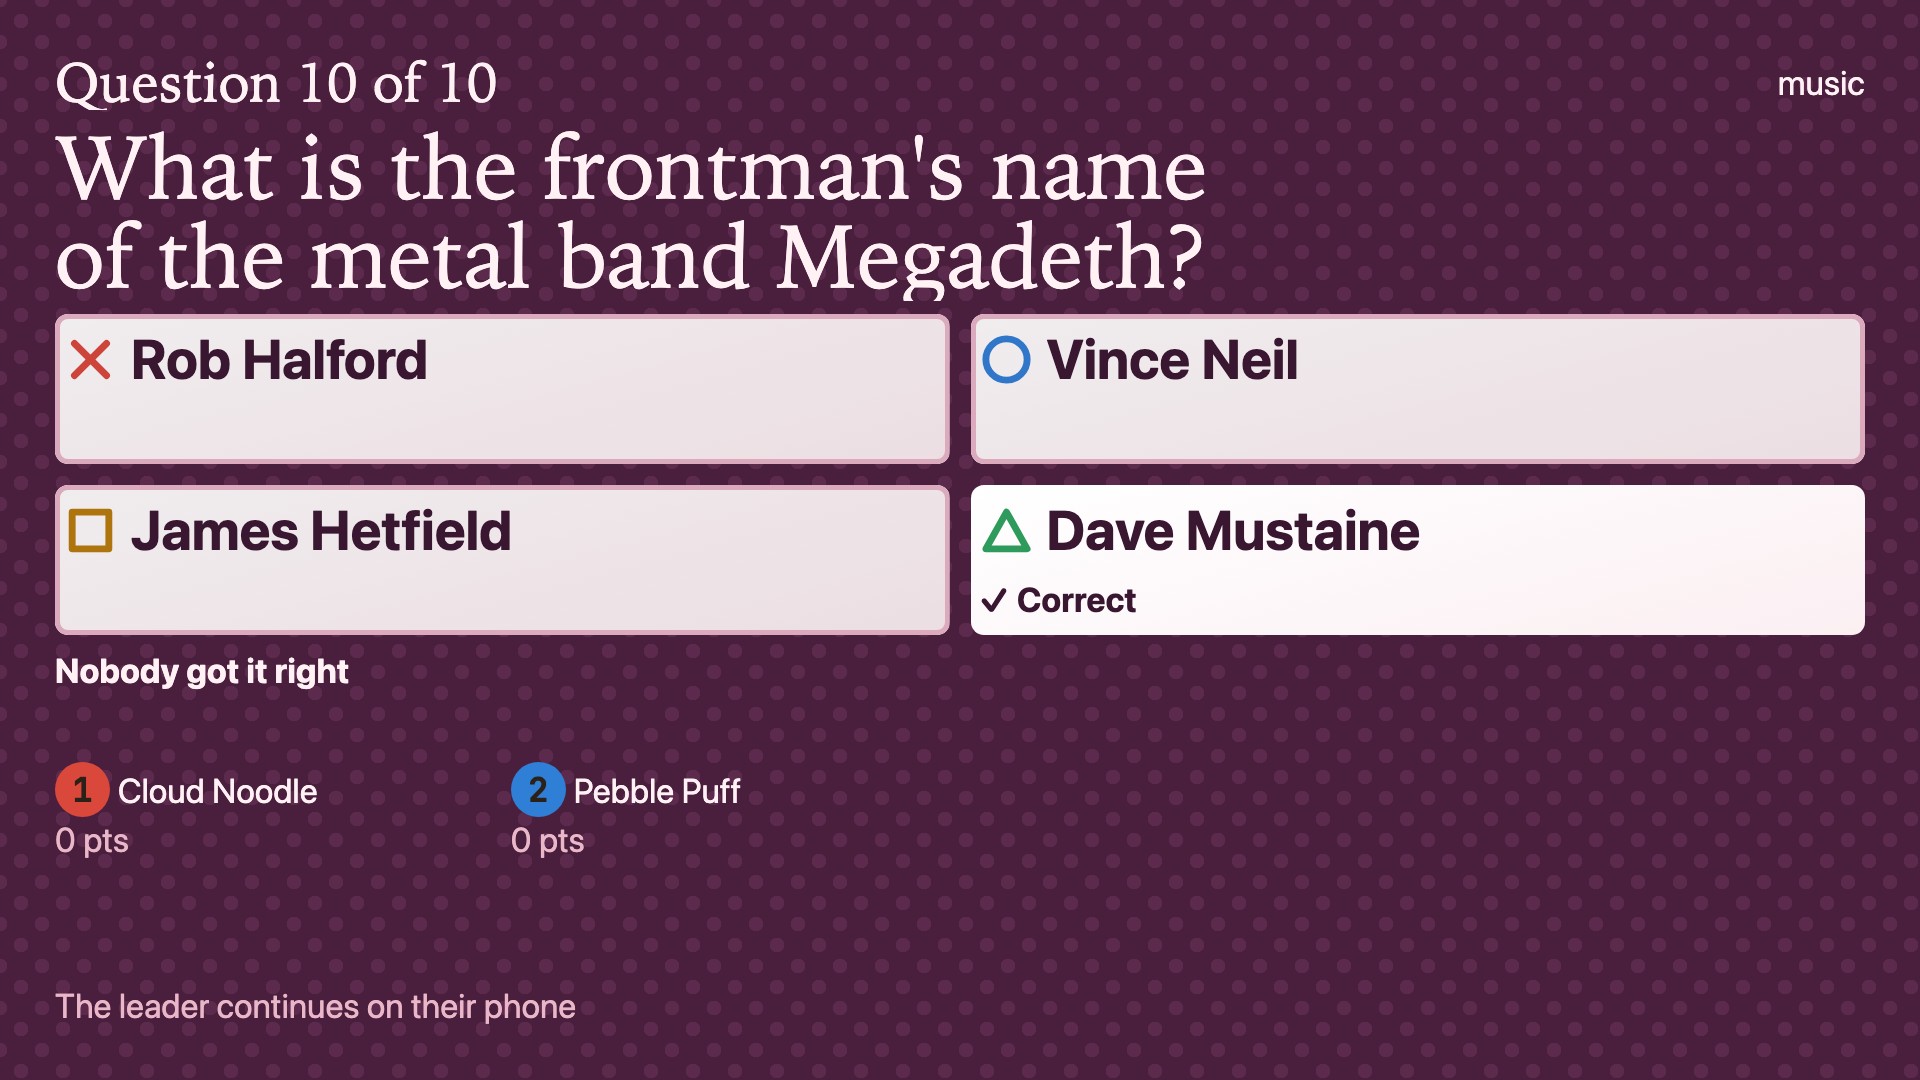 Question 10 of 10
music
What is the frontman's name
of the metal band Megadeth?
Rob Halford
Vince Neil
James Hetfield
Dave Mustaine
✓ Correct
Nobody got it right
1 Cloud Noodle
0 pts
2 Pebble Puff
0 pts
The leader continues on their phone